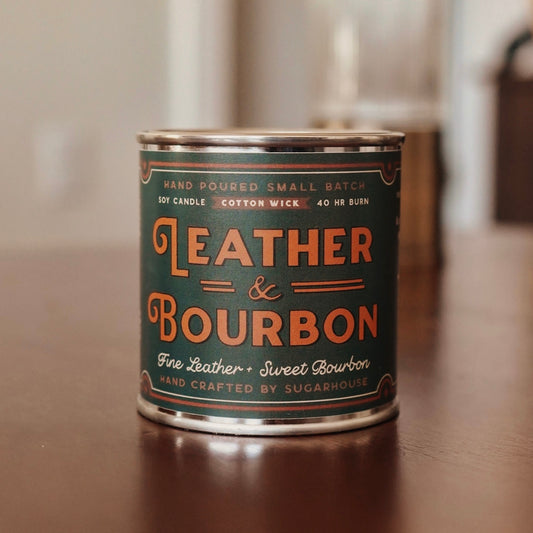 HAND POURED SMALL BATCH
SOY CANDLE COTTON WICK 40 HR BURN
LEATHER
&
BOURBON
Fine Leather + Sweet Bourbon
HAND CRAFTED BY SUGARHOUSE